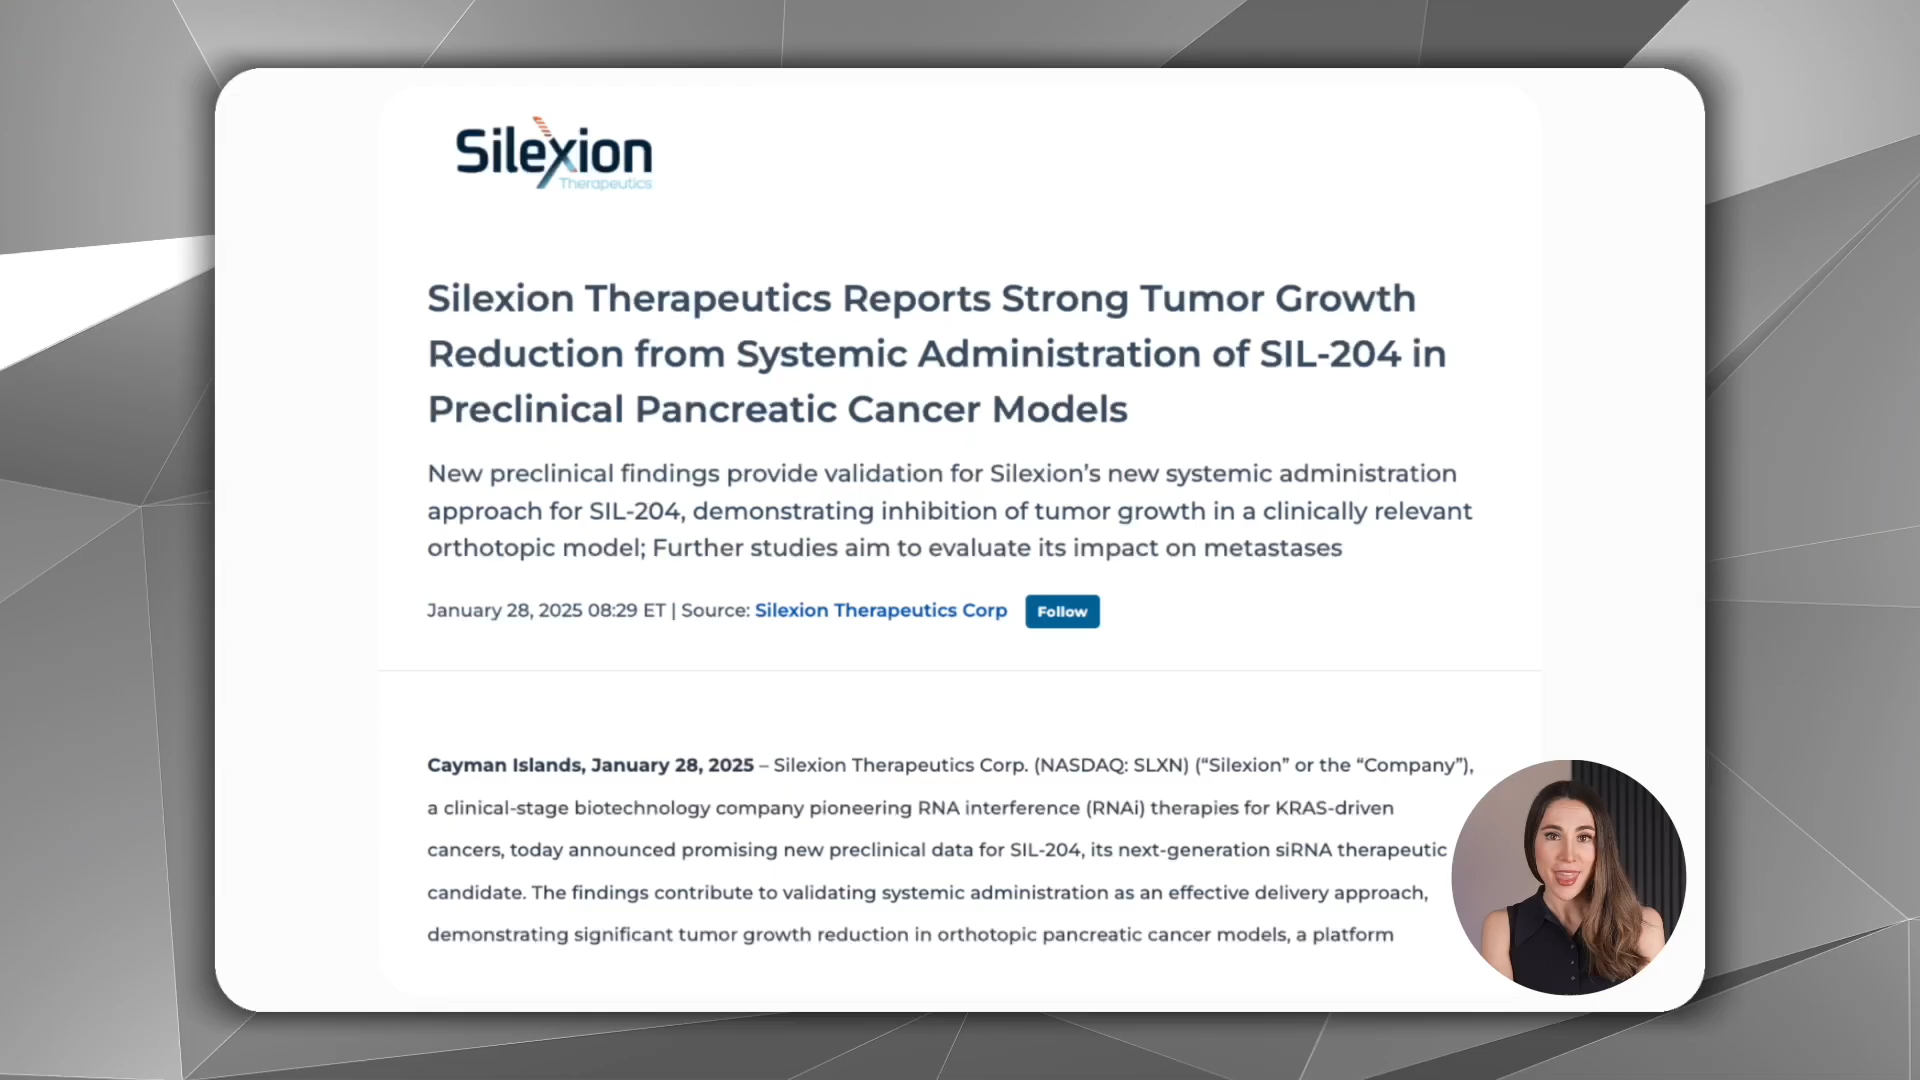 Silexion
Therapeutics
Silexion Therapeutics Reports Strong Tumor Growth
Reduction from Systemic Administration of SIL-204 in
Preclinical Pancreatic Cancer Models
New preclinical findings provide validation for Silexion’s new systemic administration
approach for SIL-204, demonstrating inhibition of tumor growth in a clinically relevant
orthotopic model; Further studies aim to evaluate its impact on metastases
January 28, 2025 08:29 ET | Source: Silexion Therapeutics Corp Follow
Cayman Islands, January 28, 2025 – Silexion Therapeutics Corp. (NASDAQ: SLXN) (“Silexion” or the “Company”),
a clinical-stage biotechnology company pioneering RNA interference (RNAi) therapies for KRAS-driven
cancers, today announced promising new preclinical data for SIL-204, its next-generation siRNA therapeutic
candidate. The findings contribute to validating systemic administration as an effective delivery approach,
demonstrating significant tumor growth reduction in orthotopic pancreatic cancer models, a platform